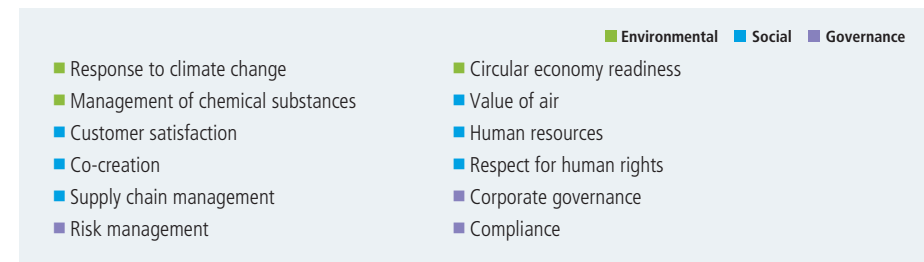 Environmental Social Governance
Response to climate change
Management of chemical substances
Customer satisfaction
Co-creation
Supply chain management
Risk management
Circular economy readiness
Value of air
Human resources
Respect for human rights
Corporate governance
Compliance